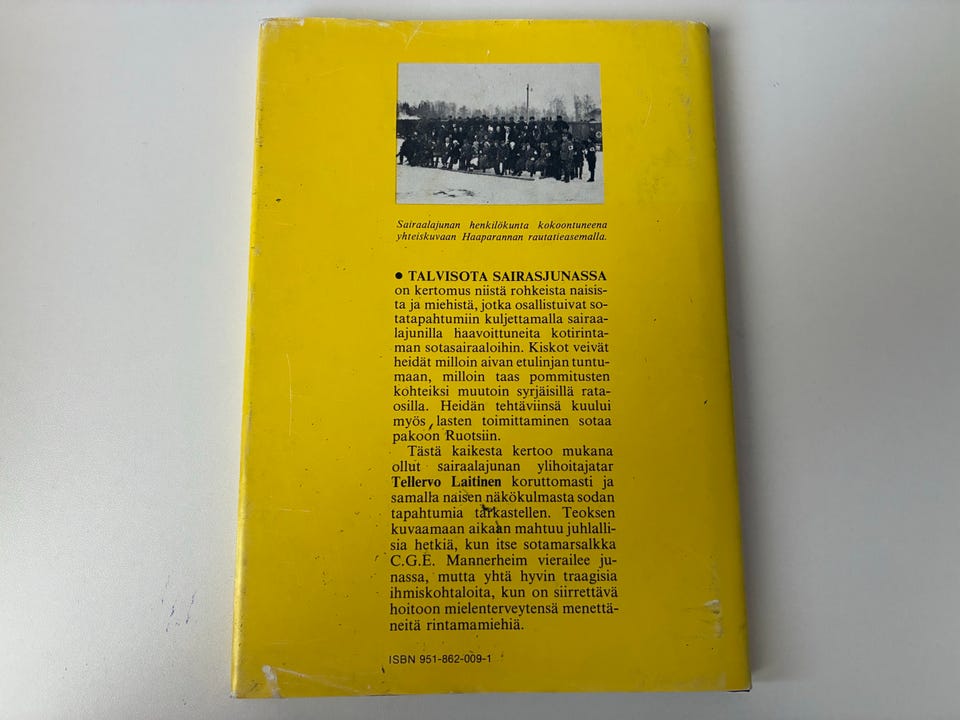 Sairaalajunan henkilökunta kokoontuneena
yhteiskuvaan Haaparannan rautatieasemalla.
● TALVISOTA SAIRASJUNASSA
on kertomus niistä rohkeista naisis-
ta ja miehistä, jotka osallistuivat so-
tatapahtumiin kuljettamalla sairaa-
lajunilla haavoittuneita kotirinta-
man sotasairaaloihin. Kiskot veivät
heidät milloin aivan etulinjan tuntu-
maan, milloin taas pommitusten
kohteiksi muutoin syrjäisillä rata-
osilla. Heidän tehtäviinsä kuului
myös lasten toimittaminen sotaa
pakoon Ruotsiin.
Tästä kaikesta kertoo mukana
ollut sairaalajunan ylihoitajatar
Tellervo Laitinen koruttomasti ja
samalla naisen näkökulmasta sodan
tapahtumia tarkastellen. Teoksen
kuvaamaan aikaan mahtuu juhlalli-
sia hetkiä, kun itse sotamarsalkka
C.G.E. Mannerheim vierailee ju-
nassa, mutta yhtä hyvin traagisia
ihmiskohtaloita, kun on siirrettävä
hoitoon mielenterveytensä menettä-
neitä rintamamiehiä.
ISBN 951-862-009-1